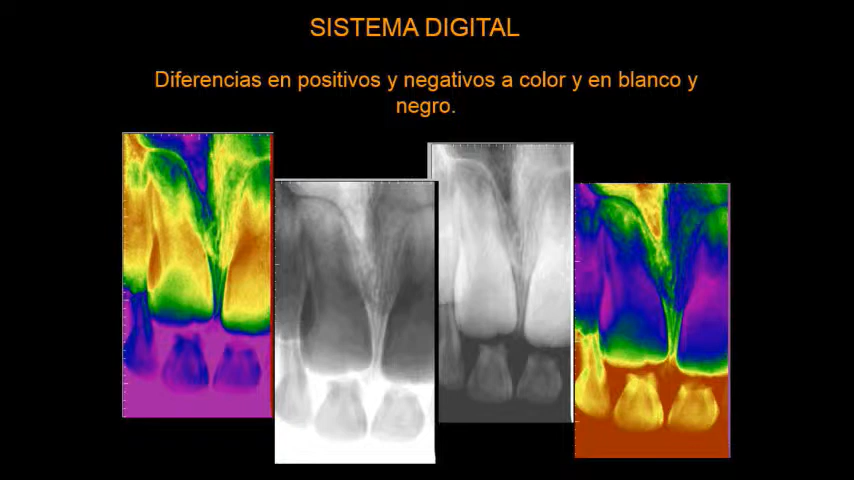 SISTEMA DIGITAL
Diferencias en positivos y negativos a color y en blanco y
negro.